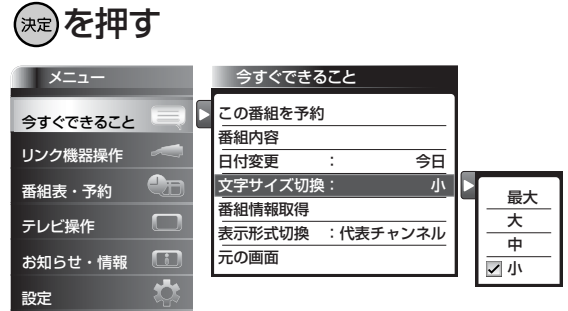 決定を押す
メニュー
今すぐできること
リンク機器操作
番組表・予約
テレビ操作
お知らせ・情報
設定
今すぐできること
この番組を予約
番組内容
日付変更 : 今日
文字サイズ切換 : 小
番組情報取得
表示形式切換 : 代表チャンネル
元の画面
最大
大
中
小